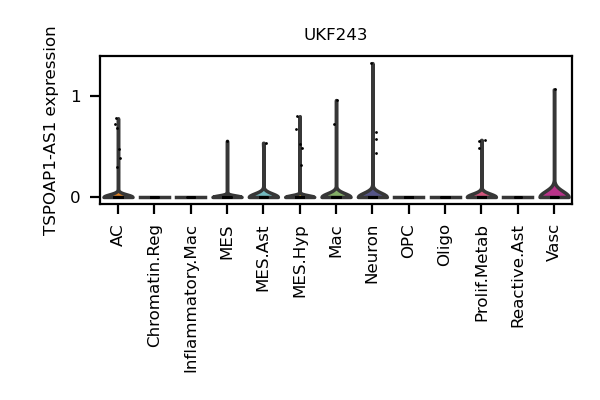 UKF243
TSPOAP1-AS1 expression
1
0
AC
Chromatin.Reg
Inflammatory.Mac
MES
MES.Ast
MES.Hyp
Mac
Neuron
OPC
Oligo
Prolif.Metab
Reactive.Ast
Vasc